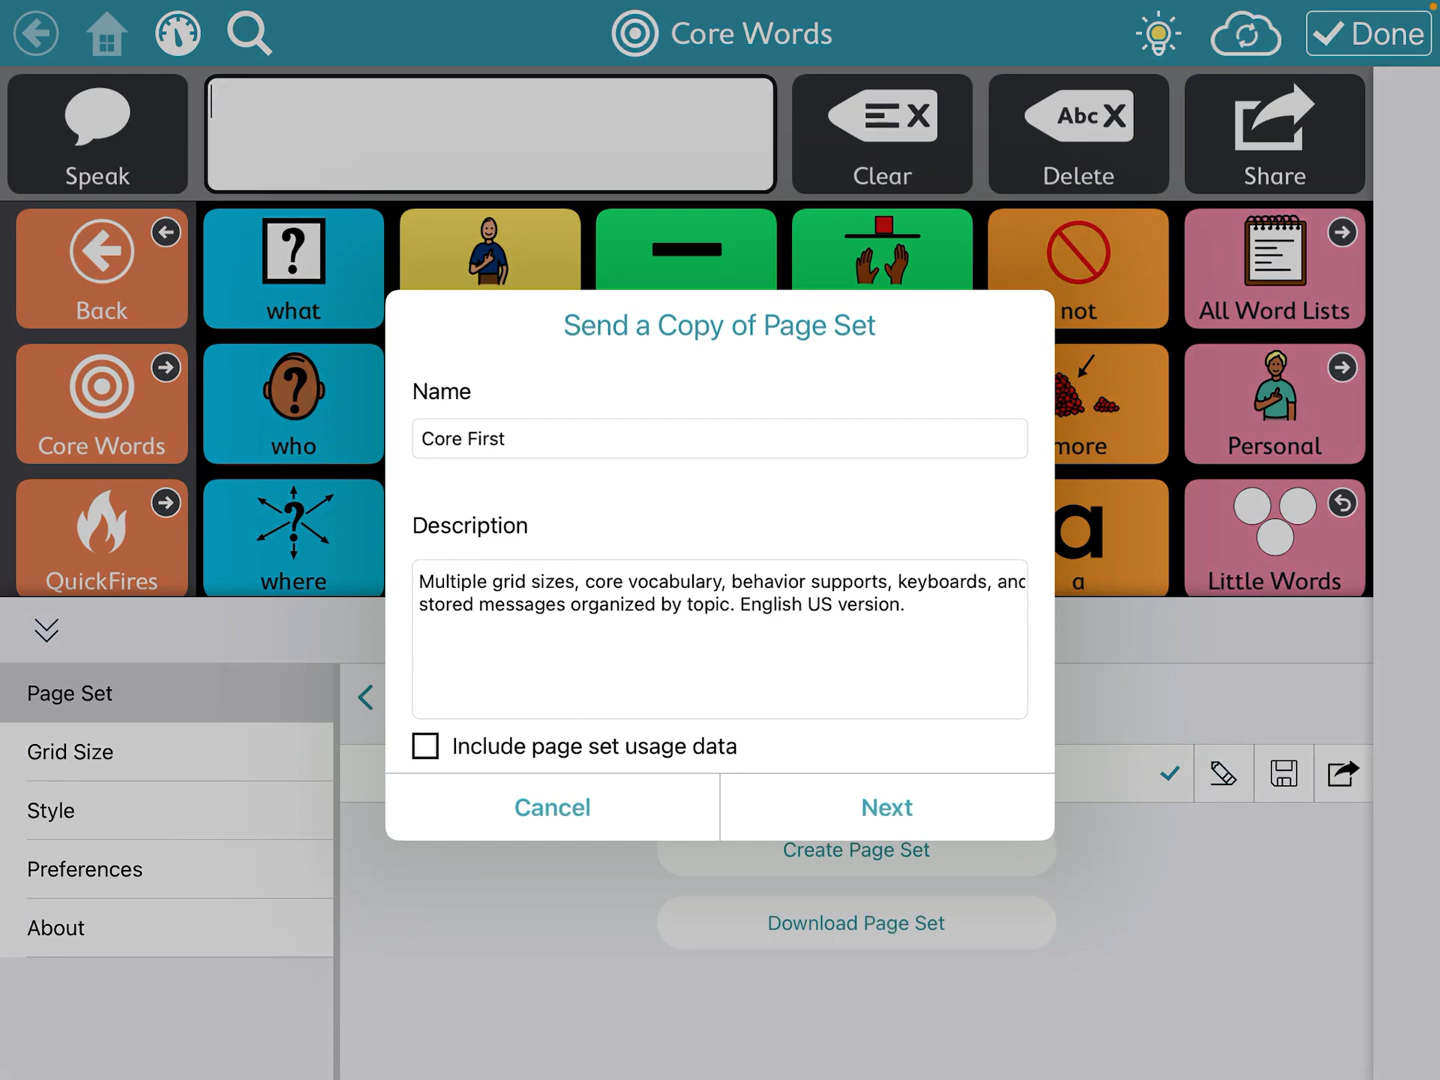 Core Words
Done
Speak
Clear
Abc X
Delete
Share
Back
what
not
All Word Lists
Core Words
who
more
Personal
QuickFires
where
a
a
Little Words
Send a Copy of Page Set
Name
Core First
Description
Multiple grid sizes, core vocabulary, behavior supports, keyboards, and
stored messages organized by topic. English US version.
Include page set usage data
Cancel
Next
Page Set
Grid Size
Style
Preferences
About
Create Page Set
Download Page Set